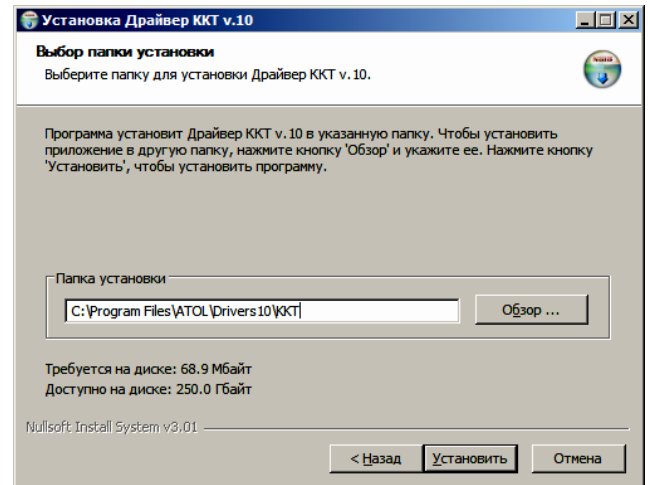 Установка Драйвер ККТ v.10
Выбор папки установки
Выберите папку для установки Драйвер ККТ v.10.
Программа установит Драйвер ККТ v.10 в указанную папку. Чтобы установить
приложение в другую папку, нажмите кнопку 'Обзор' и укажите ее. Нажмите кнопку
'Установить', чтобы установить программу.
Папка установки
C:\Program Files\ATOL\Drivers10\KKT
Обзор ...
Требуется на диске: 68.9 Мбайт
Доступно на диске: 250.0 Гбайт
Nullsoft Install System v3.01
< Назад Установить Отмена